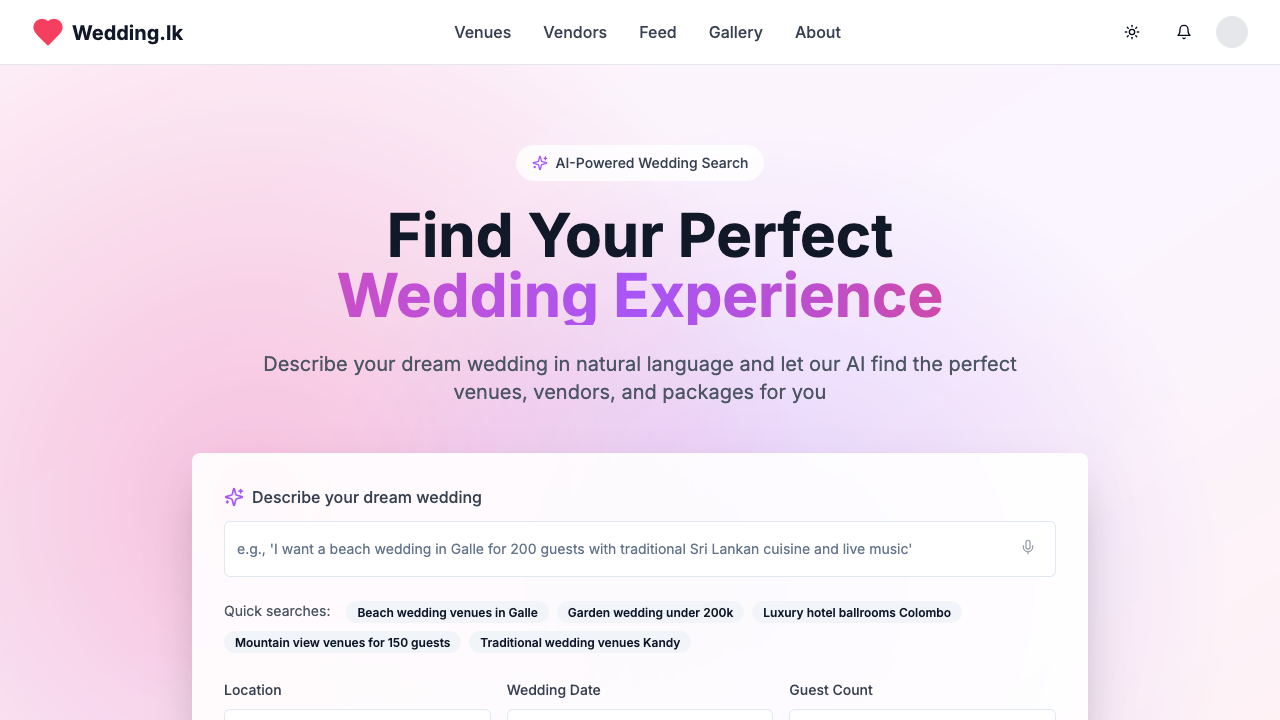 Wedding.lk
Venues
Vendors
Feed
Gallery
About
AI-Powered Wedding Search
Find Your Perfect
Wedding Experience
Describe your dream wedding in natural language and let our AI find the perfect
venues, vendors, and packages for you
Describe your dream wedding
e.g., 'I want a beach wedding in Galle for 200 guests with traditional Sri Lankan cuisine and live music'
Quick searches:
Beach wedding venues in Galle
Garden wedding under 200k
Luxury hotel ballrooms Colombo
Mountain view venues for 150 guests
Traditional wedding venues Kandy
Location
Wedding Date
Guest Count